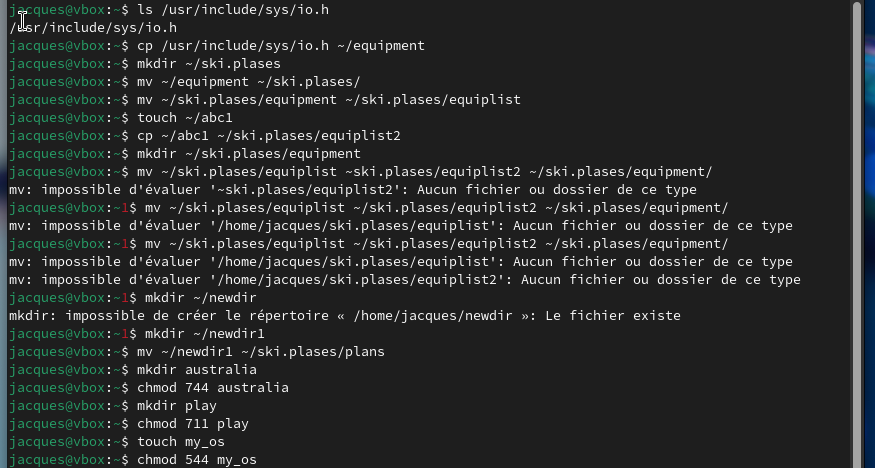 jacques@vbox:~$ ls /usr/include/sys/io.h
/usr/include/sys/io.h
jacques@vbox:~$ cp /usr/include/sys/io.h ~/equipment
jacques@vbox:~$ mkdir ~/ski.plases
jacques@vbox:~$ mv ~/equipment ~/ski.plases/
jacques@vbox:~$ mv ~/ski.plases/equipment ~/ski.plases/equiplist
jacques@vbox:~$ touch ~/abc1
jacques@vbox:~$ cp ~/abc1 ~/ski.plases/equiplist2
jacques@vbox:~$ mkdir ~/ski.plases/equipment
jacques@vbox:~$ mv ~/ski.plases/equiplist ~ski.plases/equiplist2 ~/ski.plases/equipment/
mv: impossible d'évaluer '~ski.plases/equiplist2': Aucun fichier ou dossier de ce type
jacques@vbox:~1$ mv ~/ski.plases/equiplist ~/ski.plases/equiplist2 ~/ski.plases/equipment/
mv: impossible d'évaluer '/home/jacques/ski.plases/equiplist': Aucun fichier ou dossier de ce type
jacques@vbox:~1$ mv ~/ski.plases/equiplist ~/ski.plases/equiplist2 ~/ski.plases/equipment/
mv: impossible d'évaluer '/home/jacques/ski.plases/equiplist': Aucun fichier ou dossier de ce type
mv: impossible d'évaluer '/home/jacques/ski.plases/equiplist2': Aucun fichier ou dossier de ce type
jacques@vbox:~1$ mkdir ~/newdir
mkdir: impossible de créer le répertoire « /home/jacques/newdir »: Le fichier existe
jacques@vbox:~1$ mkdir ~/newdir1
jacques@vbox:~$ mv ~/newdir1 ~/ski.plases/plans
jacques@vbox:~$ mkdir australia
jacques@vbox:~$ chmod 744 australia
jacques@vbox:~$ mkdir play
jacques@vbox:~$ chmod 711 play
jacques@vbox:~$ touch my_os
jacques@vbox:~$ chmod 544 my_os